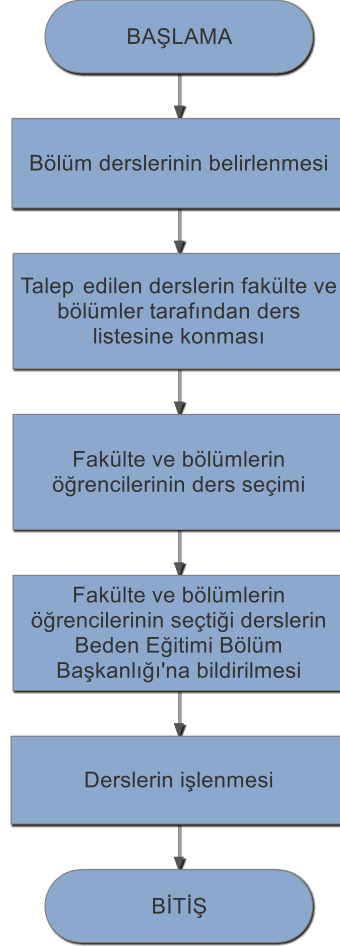 BAŞLAMA
Bölüm derslerinin belirlenmesi
Talep edilen derslerin fakülte ve
bölümler tarafından ders
listesine konması
Fakülte ve bölümlerin
öğrencilerinin ders seçimi
Fakülte ve bölümlerin
öğrencilerinin seçtiği derslerin
Beden Eğitimi Bölüm
Başkanlığı'na bildirilmesi
Derslerin işlenmesi
BİTİŞ